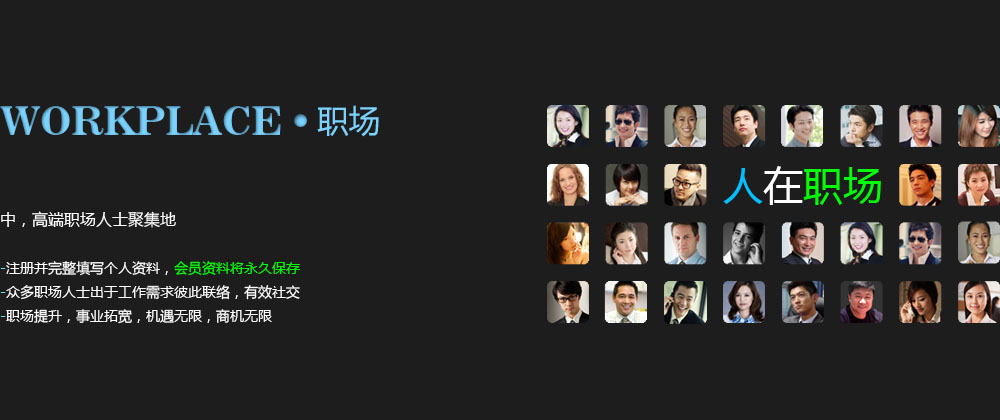 WORKPLACE • 职场
人在职场
中，高端职场人士聚集地
-注册并完整填写个人资料，会员资料将永久保存
-众多职场人士出于工作需求彼此联络，有效社交
-职场提升，事业拓宽，机遇无限，商机无限